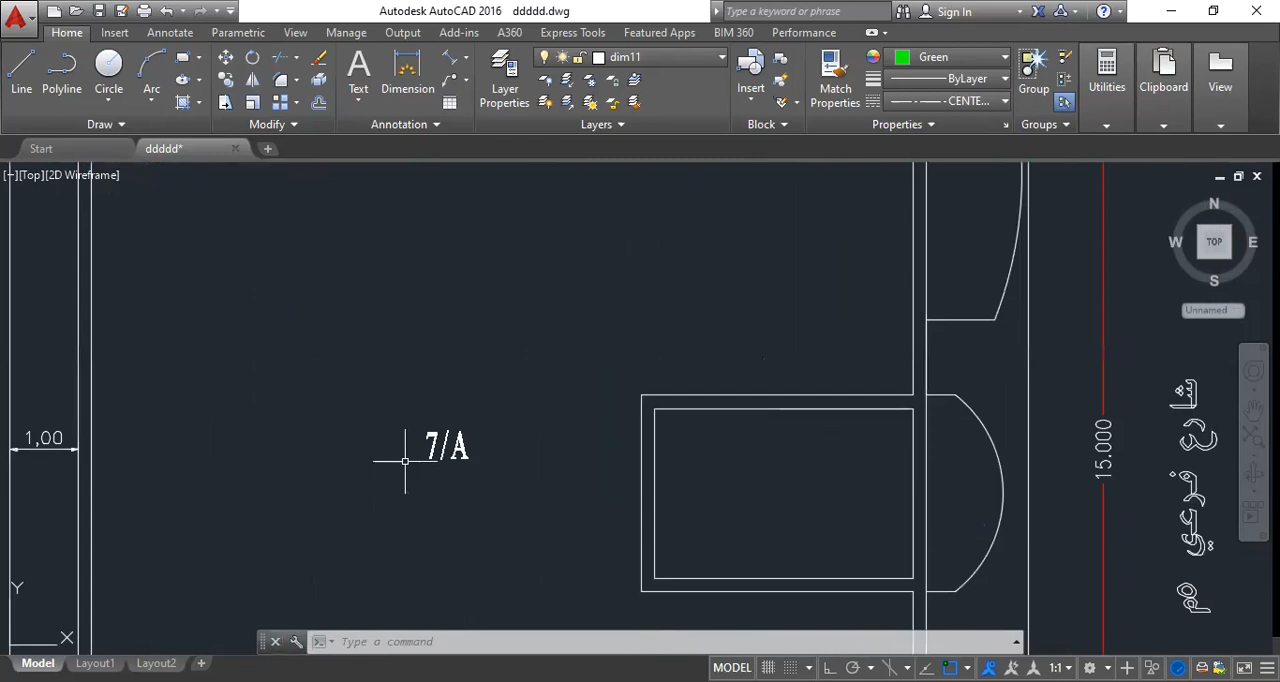 Autodesk AutoCAD 2016 ddddd.dwg
Type a keyword or phrase
Sign In
Home Insert Annotate Parametric View Manage Output Add-ins A360 Express Tools Featured Apps BIM 360 Performance
Line Polyline Circle Arc
Text Dimension
Layer Properties
dim11
Insert
Match Properties
Green
ByLayer
CENTE...
Group
Utilities
Clipboard
View
Draw Modify Annotation Layers Block Properties Groups
Start ddddd*
[−][Top][2D Wireframe]
N
W TOP E
S
Unnamed
1,00
7/A
15.000
شارع فرعي م
Y
X
Type a command
Model Layout1 Layout2
MODEL
1:1